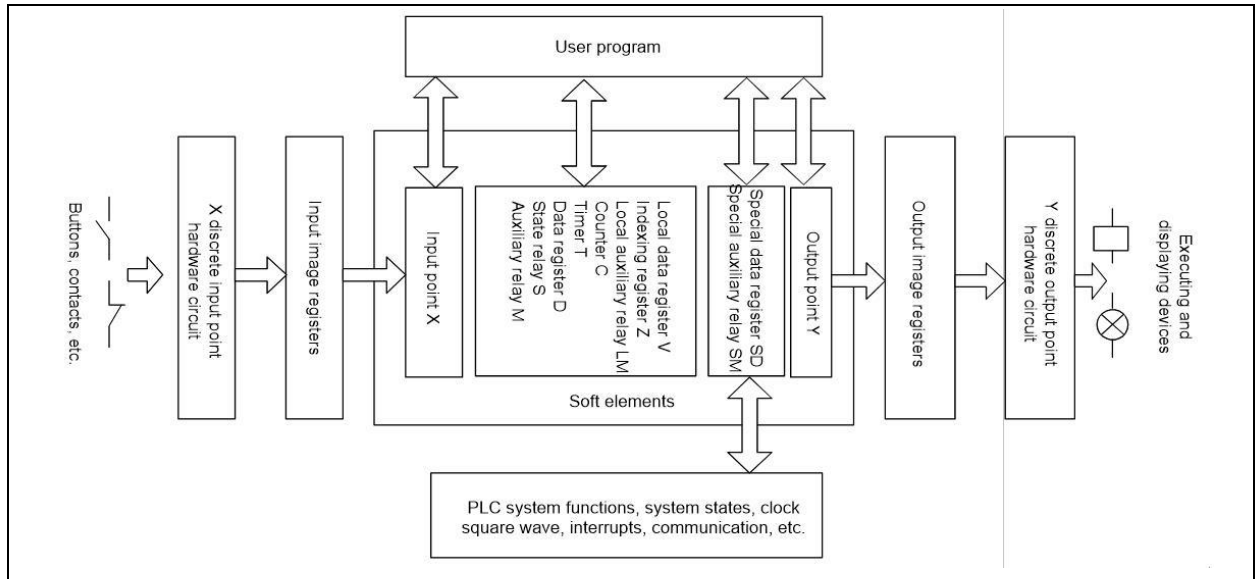 User program
Buttons, contacts, etc.
X discrete input point
hardware circuit
Input image registers
Input point X
Local data register V
Indexing register Z
Local auxiliary relay LM
Counter C
Timer T
Data register D
State relay S
Auxiliary relay M
Special data register SD
Special auxiliary relay SM
Output point Y
Soft elements
Output image registers
Y discrete output point
hardware circuit
Executing and
displaying devices
PLC system functions, system states, clock
square wave, interrupts, communication, etc.